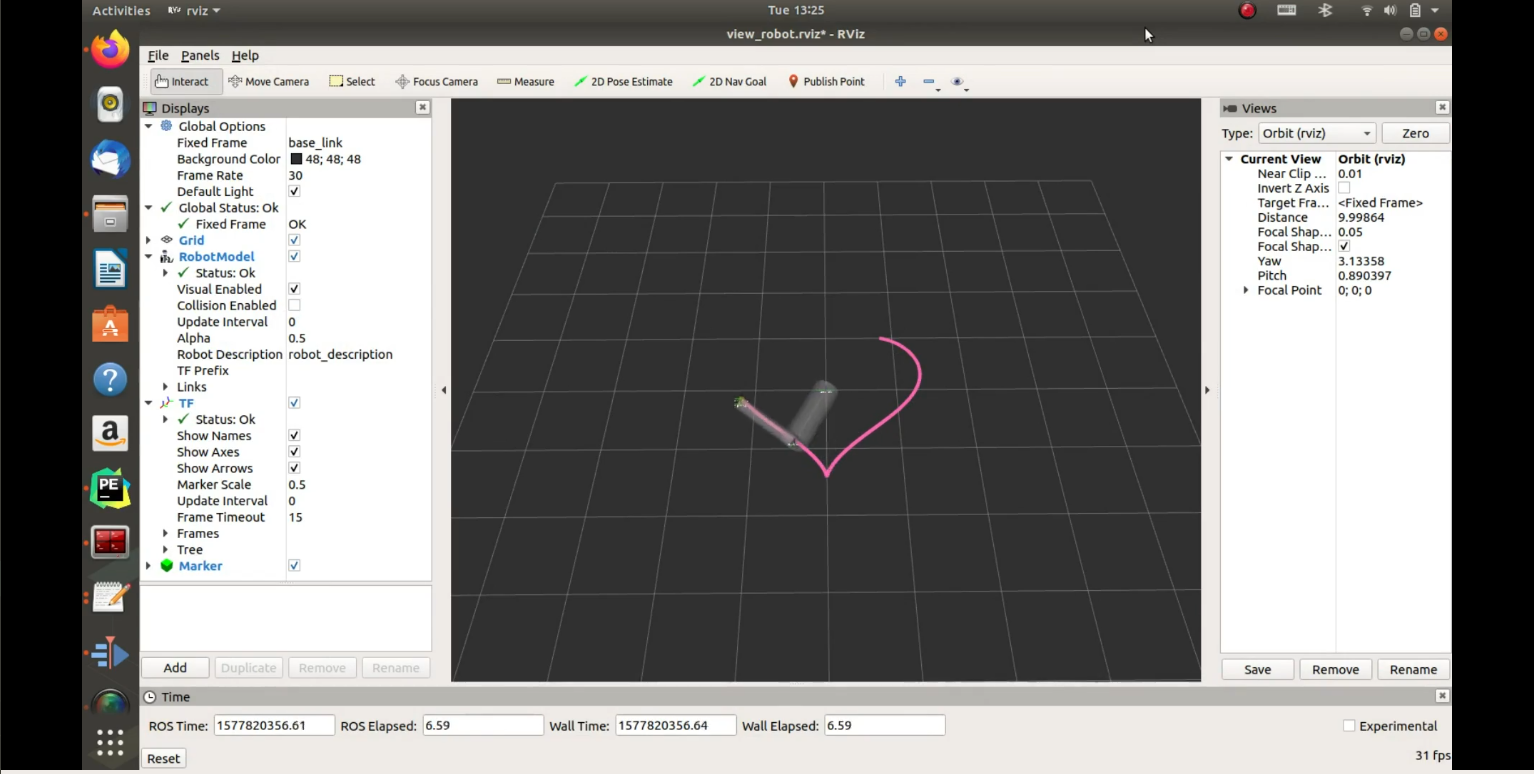 Activities RViz rviz Tue 13:25
view_robot.rviz* - RViz
File Panels Help
Interact Move Camera Select Focus Camera Measure 2D Pose Estimate 2D Nav Goal Publish Point
Displays
Global Options
Fixed Frame base_link
Background Color 48; 48; 48
Frame Rate 30
Default Light
Global Status: Ok
Fixed Frame OK
Grid
RobotModel
Status: Ok
Visual Enabled
Collision Enabled
Update Interval 0
Alpha 0.5
Robot Description robot_description
TF Prefix
Links
TF
Status: Ok
Show Names
Show Axes
Show Arrows
Marker Scale 0.5
Update Interval 0
Frame Timeout 15
Frames
Tree
Marker
Add Duplicate Remove Rename
Views
Type: Orbit (rviz) Zero
Current View Orbit (rviz)
Near Clip ... 0.01
Invert Z Axis
Target Fra... <Fixed Frame>
Distance 9.99864
Focal Shap... 0.05
Focal Shap...
Yaw 3.13358
Pitch 0.890397
Focal Point 0; 0; 0
Save Remove Rename
Time
ROS Time: 1577820356.61 ROS Elapsed: 6.59 Wall Time: 1577820356.64 Wall Elapsed: 6.59 Experimental
Reset 31 fps
A
?
a
PE